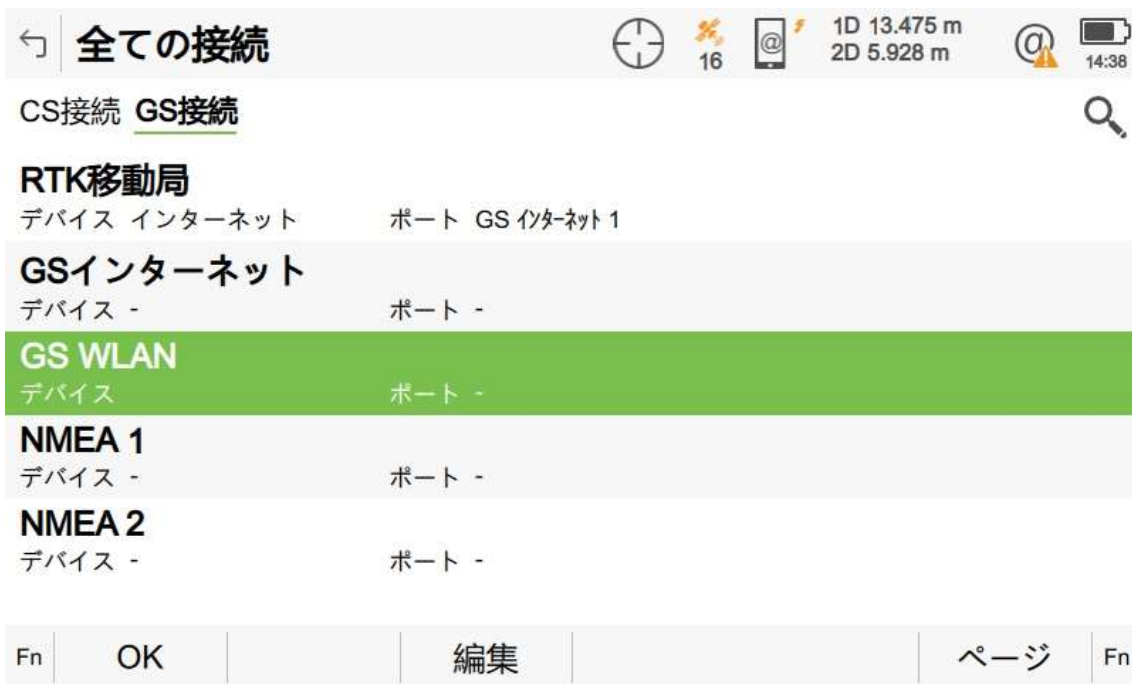 全ての接続
16
@
1D 13.475 m
2D 5.928 m
@
14:38
CS接続 GS接続
RTK移動局
デバイス インターネット ポート GS ｲﾝﾀｰﾈｯﾄ 1
GSインターネット
デバイス - ポート -
GS WLAN
デバイス ポート -
NMEA 1
デバイス - ポート -
NMEA 2
デバイス - ポート -
Fn OK 編集 ページ Fn